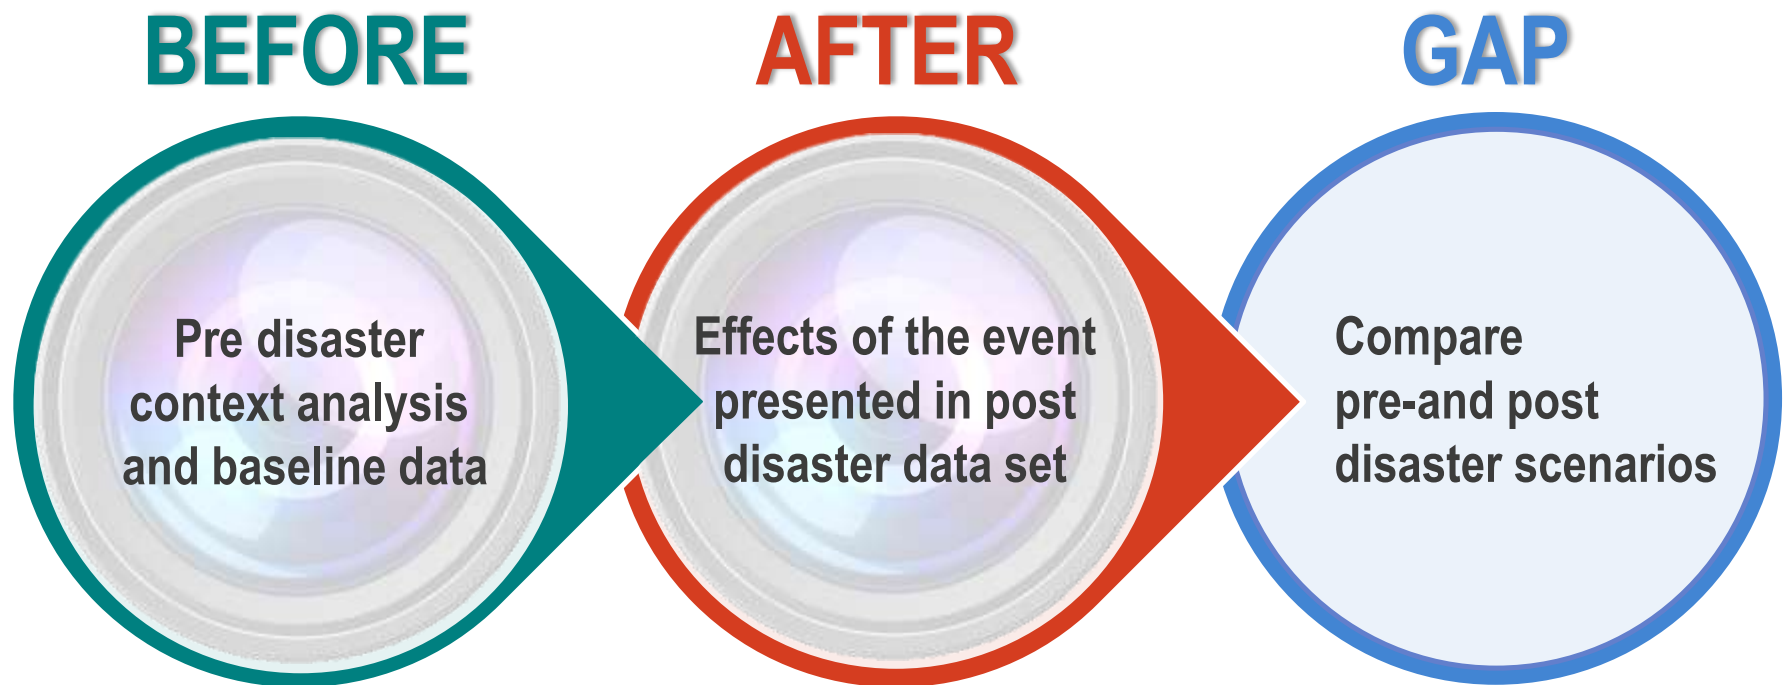 BEFORE
AFTER
GAP
Pre disaster
context analysis
and baseline data
Effects of the event
presented in post
disaster data set
Compare
pre-and post
disaster scenarios